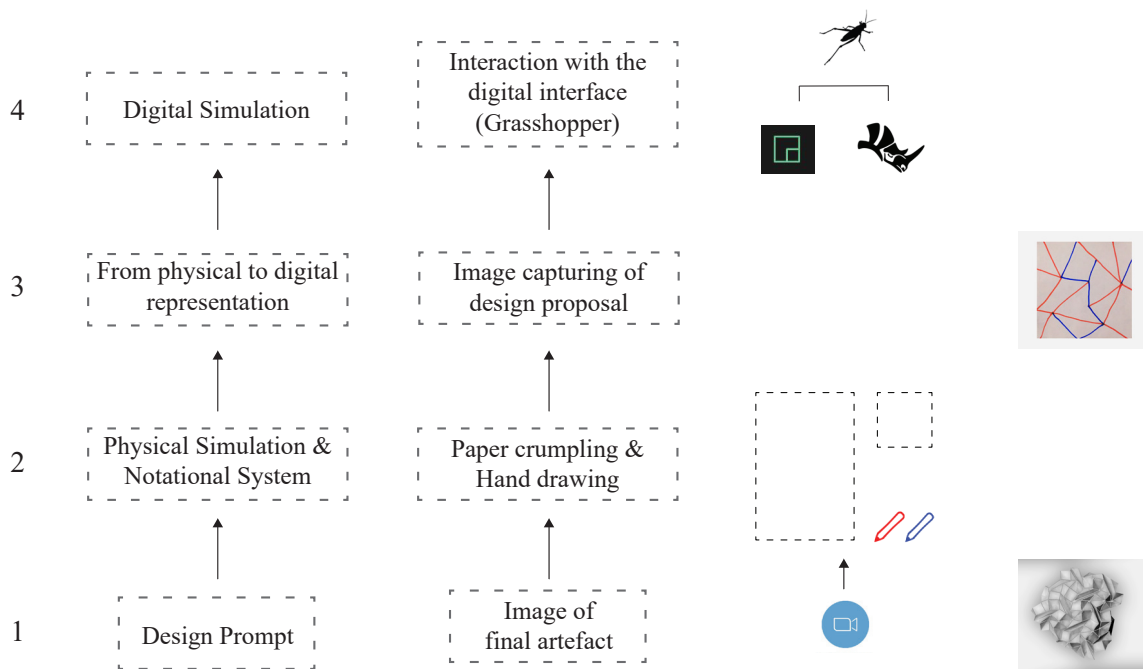 4
Digital Simulation
Interaction with the
digital interface
(Grasshopper)
3
From physical to digital
representation
Image capturing of
design proposal
2
Physical Simulation &
Notational System
Paper crumpling &
Hand drawing
1
Design Prompt
Image of
final artefact